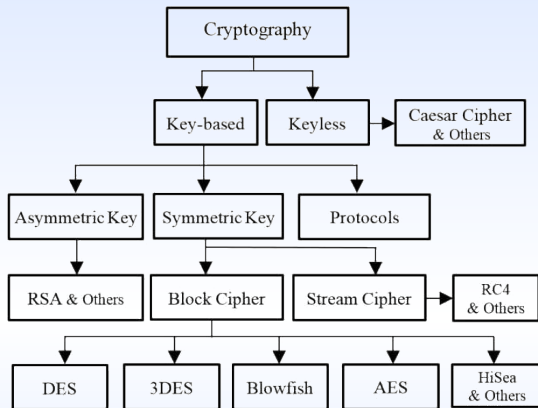 Cryptography
Key-based
Keyless
Caesar Cipher
& Others
Asymmetric Key
Symmetric Key
Protocols
RSA & Others
Block Cipher
Stream Cipher
RC4
& Others
DES
3DES
Blowfish
AES
HiSea
& Others